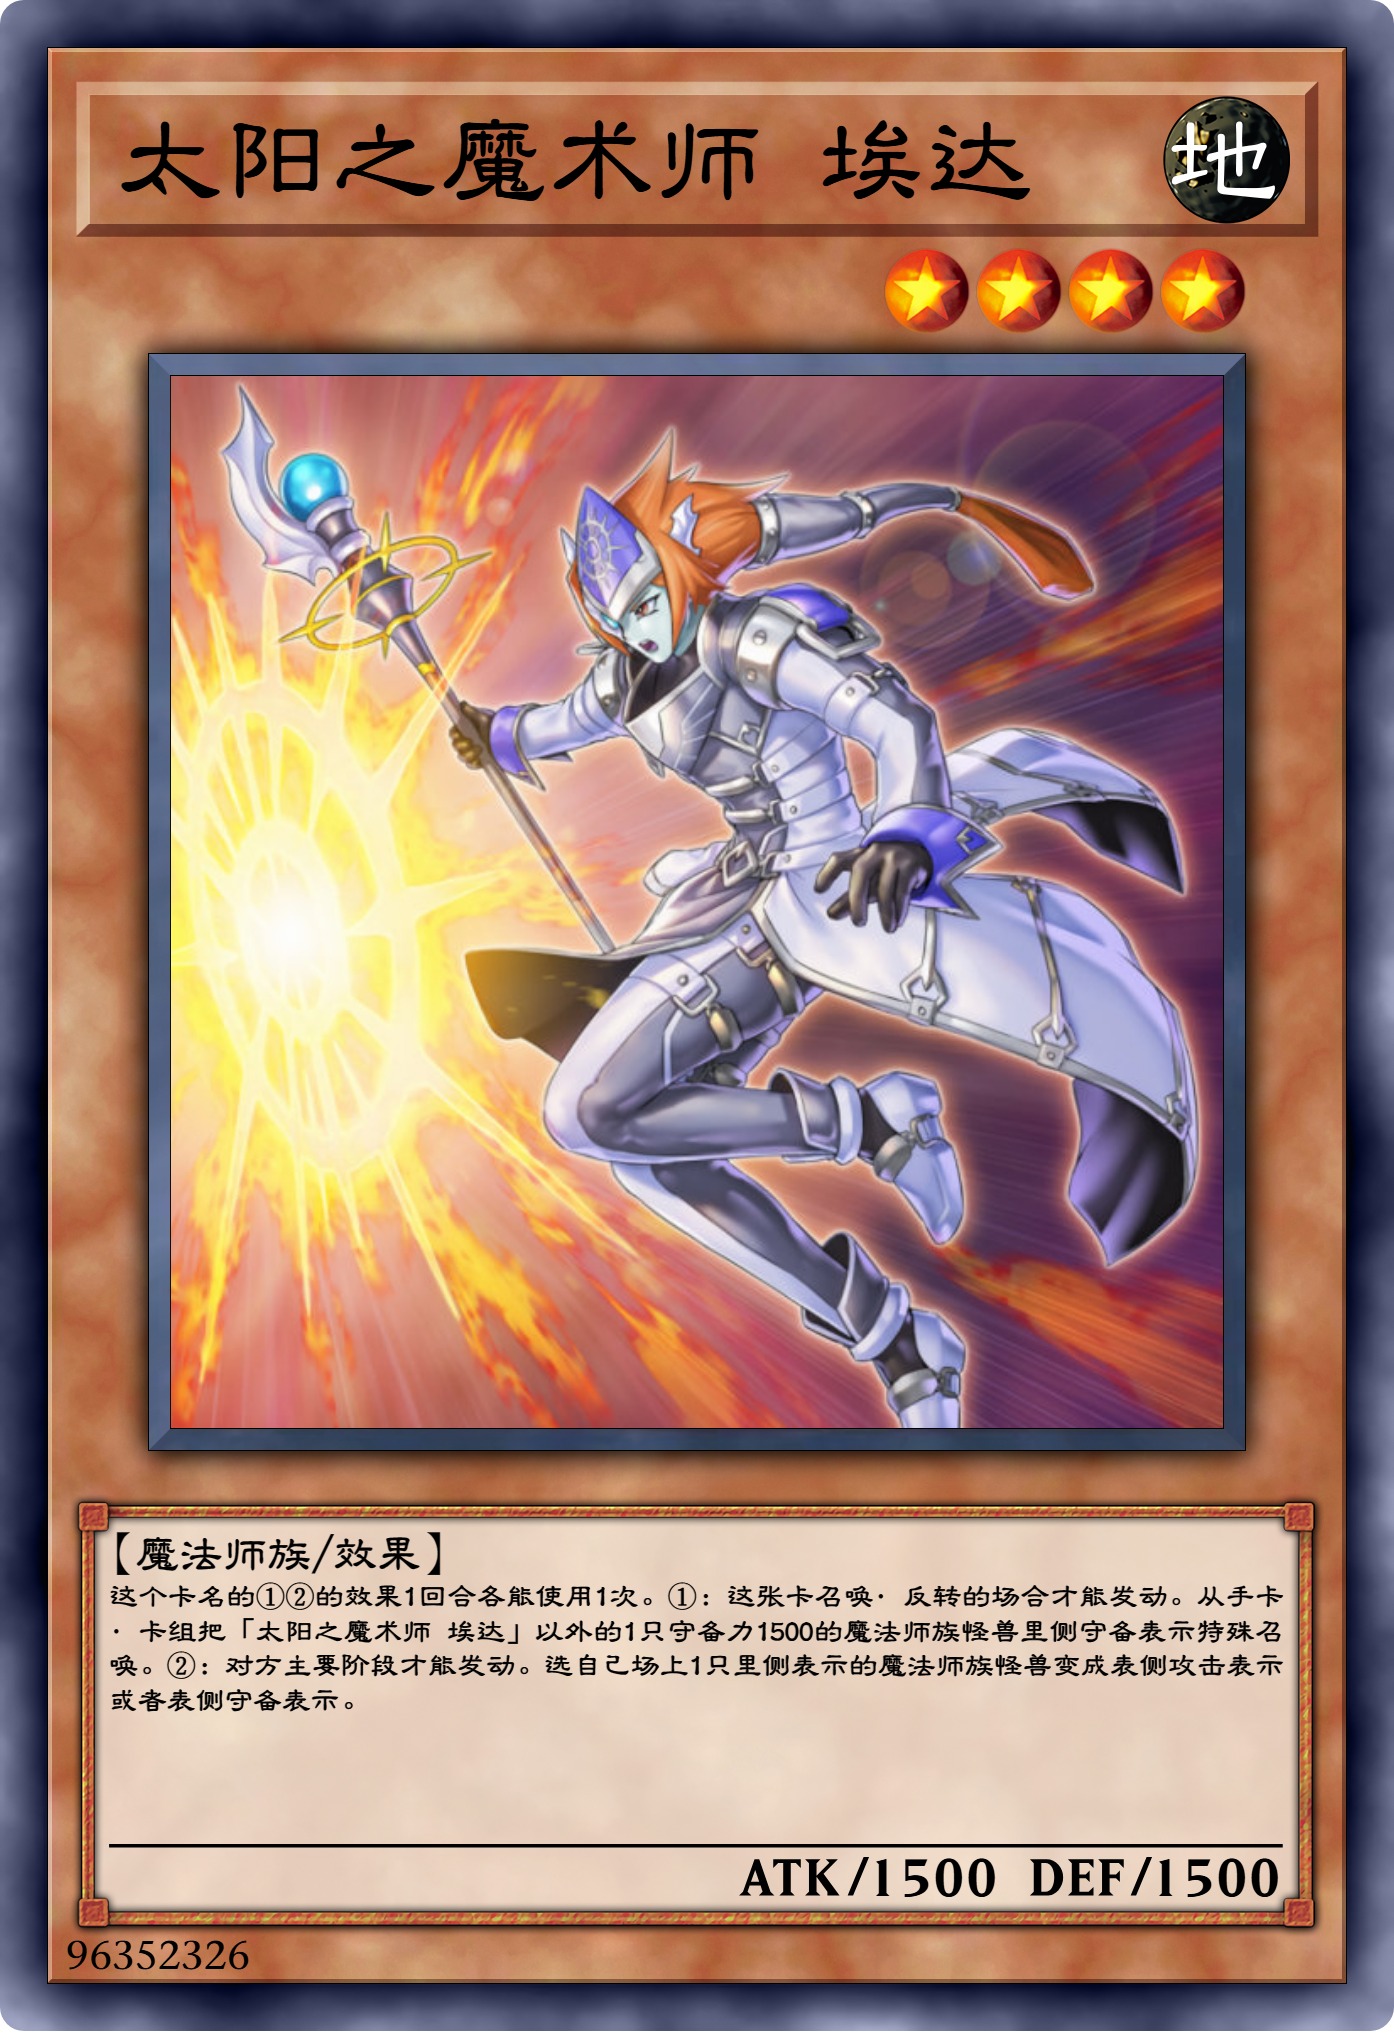 太阳之魔术师 埃达
地
【魔法师族/效果】
这个卡名的①②的效果1回合各能使用1次。①：这张卡召唤·反转的场合才能发动。从手卡
·卡组把「太阳之魔术师 埃达」以外的1只守备力1500的魔法师族怪兽里侧守备表示特殊召
唤。②：对方主要阶段才能发动。选自己场上1只里侧表示的魔法师族怪兽变成表侧攻击表示
或者表侧守备表示。
ATK/1500 DEF/1500
96352326